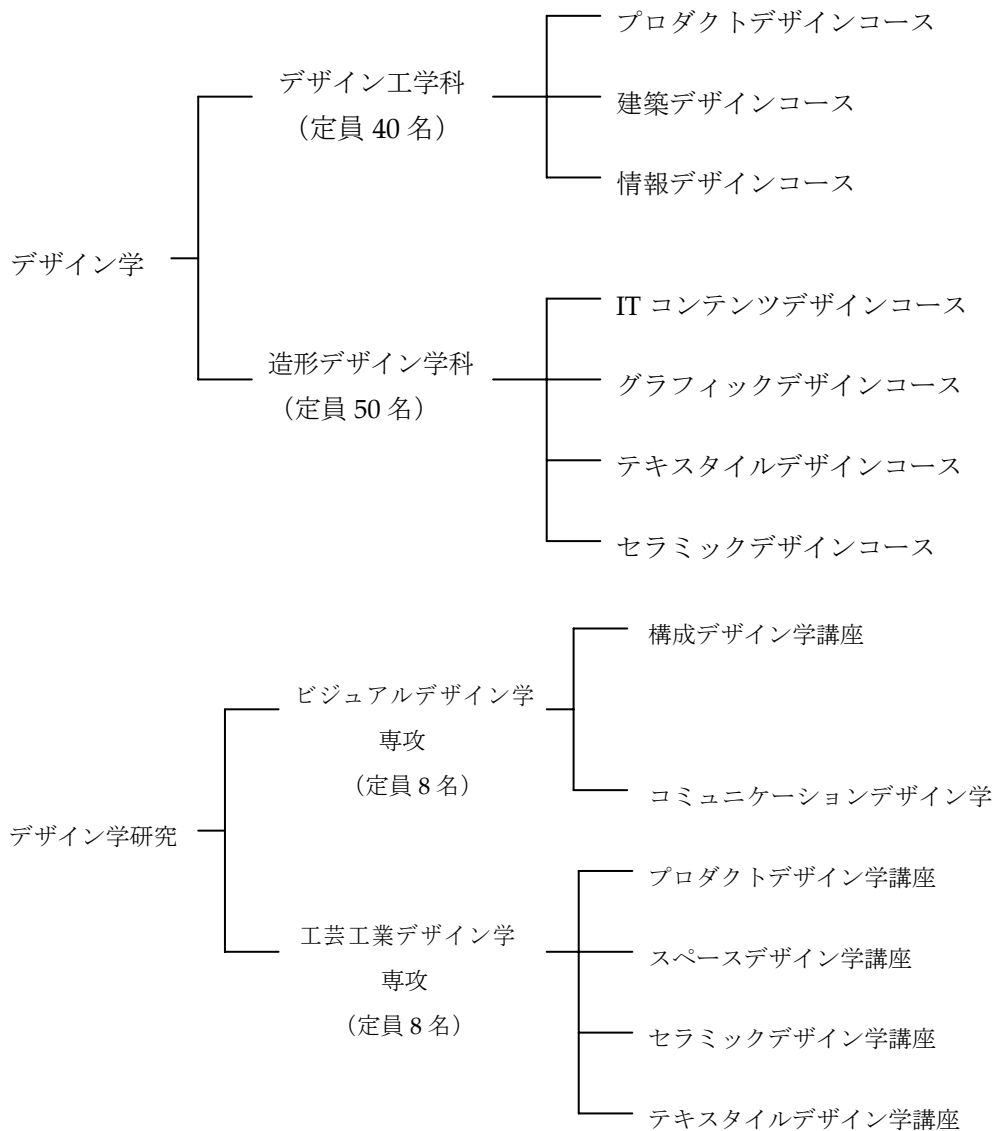 プロダクトデザインコース
デザイン工学科
(定員 40 名)
建築デザインコース
情報デザインコース
デザイン学
IT コンテンツデザインコース
造形デザイン学科
(定員 50 名)
グラフィックデザインコース
テキスタイルデザインコース
セラミックデザインコース
構成デザイン学講座
ビジュアルデザイン学
専攻
(定員 8 名)
コミュニケーションデザイン学
デザイン学研究
プロダクトデザイン学講座
工芸工業デザイン学
専攻
(定員 8 名)
スペースデザイン学講座
セラミックデザイン学講座
テキスタイルデザイン学講座